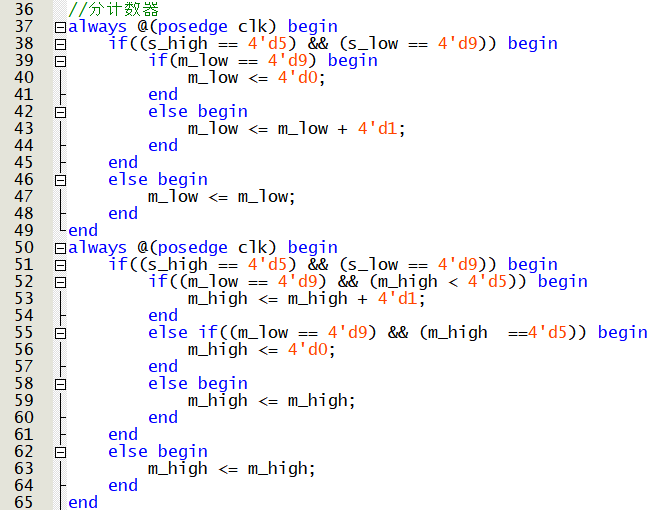 36 //分计数器
37 always @(posedge clk) begin
38     if((s_high == 4'd5) && (s_low == 4'd9)) begin
39         if(m_low == 4'd9) begin
40             m_low <= 4'd0;
41         end
42         else begin
43             m_low <= m_low + 4'd1;
44         end
45     end
46     else begin
47         m_low <= m_low;
48     end
49 end
50 always @(posedge clk) begin
51     if((s_high == 4'd5) && (s_low == 4'd9)) begin
52         if((m_low == 4'd9) && (m_high < 4'd5)) begin
53             m_high <= m_high + 4'd1;
54         end
55         else if((m_low == 4'd9) && (m_high  ==4'd5)) begin
56             m_high <= 4'd0;
57         end
58         else begin
59             m_high <= m_high;
60         end
61     end
62     else begin
63         m_high <= m_high;
64     end
65 end